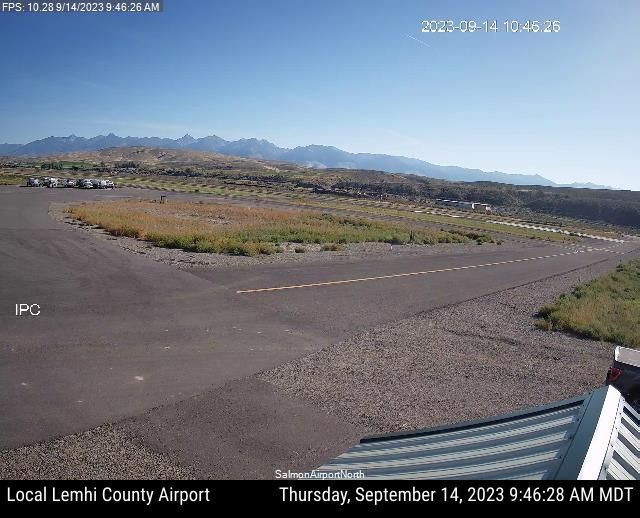 FPS: 10.28 9/14/2023 9:46:26 AM
2023-09-14 10:46:26
IPC
SalmonAirportNorth
Local Lemhi County Airport Thursday, September 14, 2023 9:46:28 AM MDT